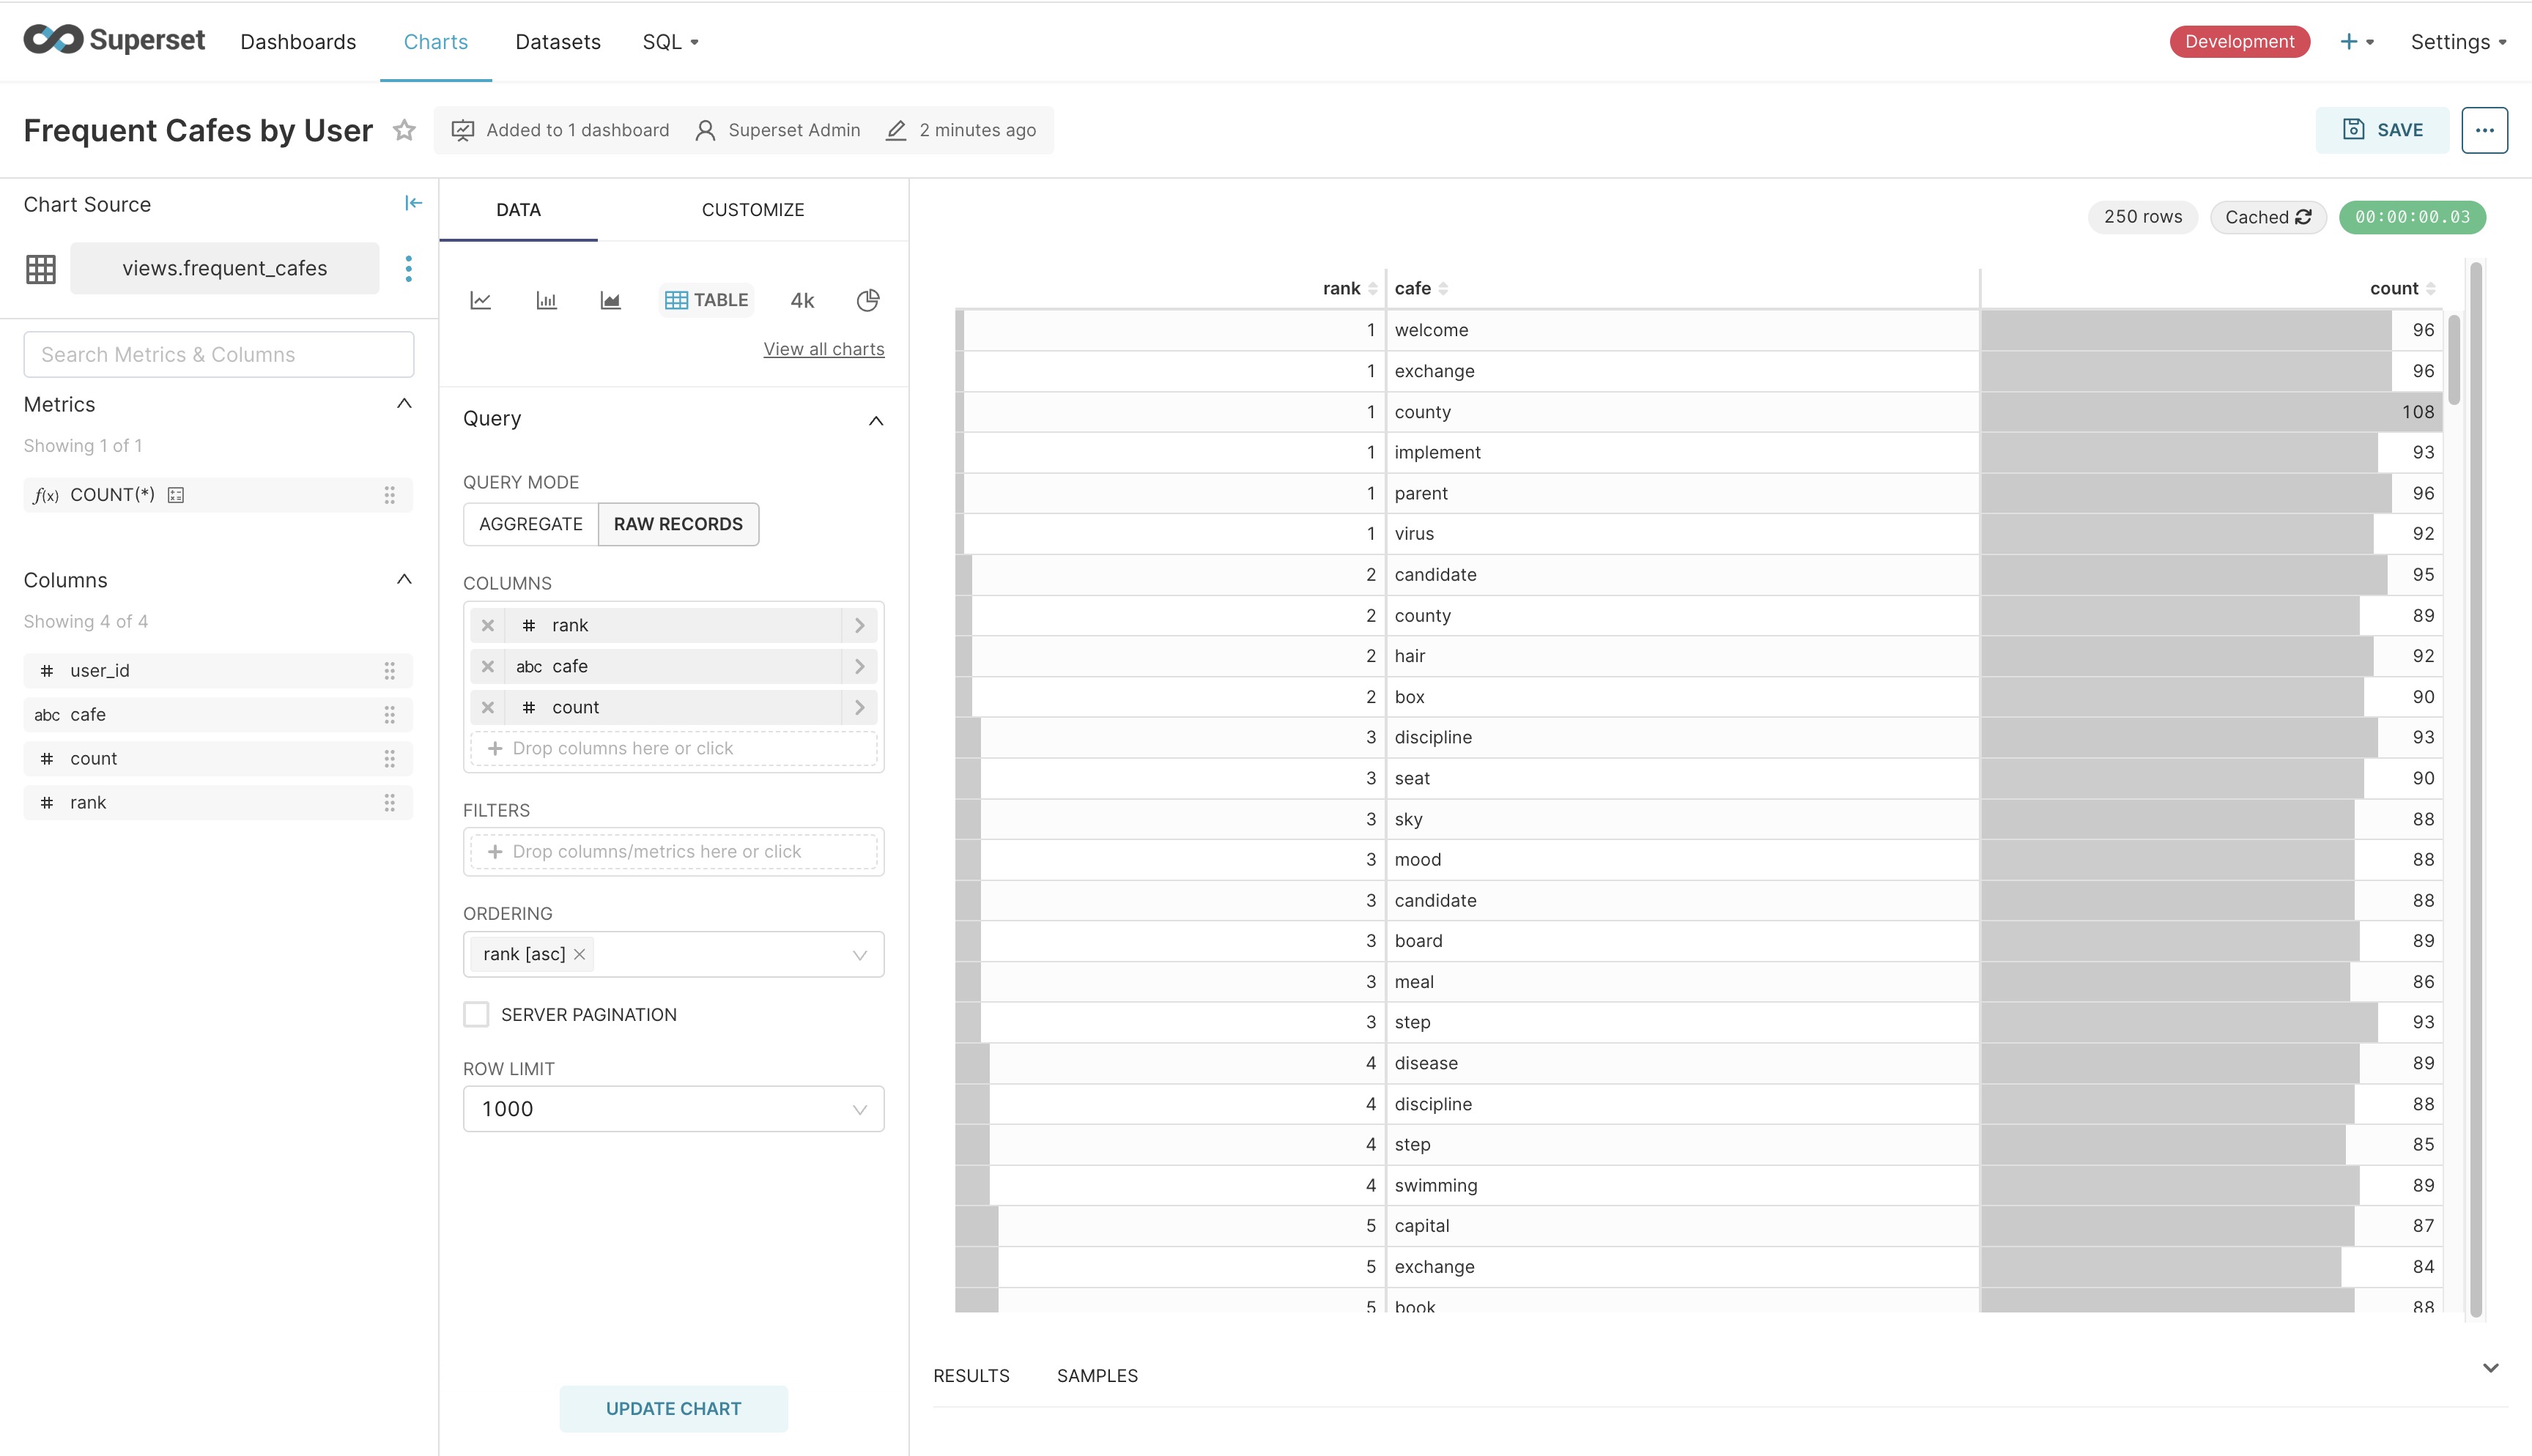 Superset Dashboards Charts Datasets SQL Development + Settings
Frequent Cafes by User Added to 1 dashboard Superset Admin 2 minutes ago SAVE ...
Chart Source
views.frequent_cafes
Search Metrics & Columns
Metrics
Showing 1 of 1
f(x) COUNT(*)
Columns
Showing 4 of 4
# user_id
abc cafe
# count
# rank
DATA CUSTOMIZE
TABLE 4k
View all charts
Query
QUERY MODE
AGGREGATE RAW RECORDS
COLUMNS
# rank
abc cafe
# count
+ Drop columns here or click
FILTERS
+ Drop columns/metrics here or click
ORDERING
rank [asc]
SERVER PAGINATION
ROW LIMIT
1000
UPDATE CHART
250 rows Cached 00:00:00.03
rank cafe count
1 welcome 96
1 exchange 96
1 county 108
1 implement 93
1 parent 96
1 virus 92
2 candidate 95
2 county 89
2 hair 92
2 box 90
3 discipline 93
3 seat 90
3 sky 88
3 mood 88
3 candidate 88
3 board 89
3 meal 86
3 step 93
4 disease 89
4 discipline 88
4 step 85
4 swimming 89
5 capital 87
5 exchange 84
5 book 88
RESULTS SAMPLES